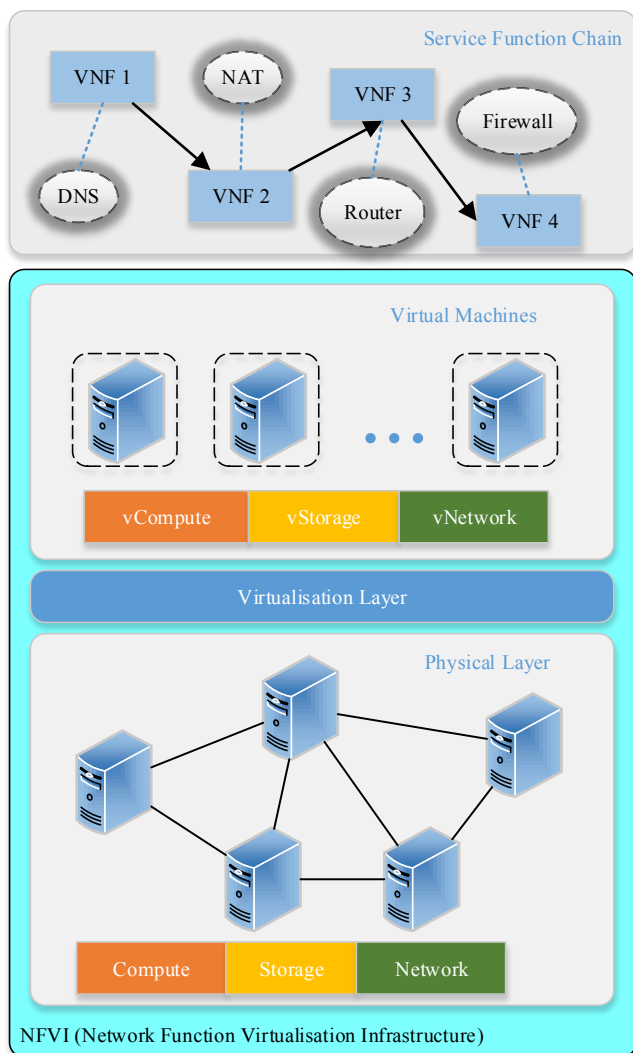 Service Function Chain
VNF 1
NAT
VNF 3
Firewall
DNS
VNF 2
Router
VNF 4
Virtual Machines
vCompute
vStorage
vNetwork
Virtualisation Layer
Physical Layer
Compute
Storage
Network
NFVI (Network Function Virtualisation Infrastructure)